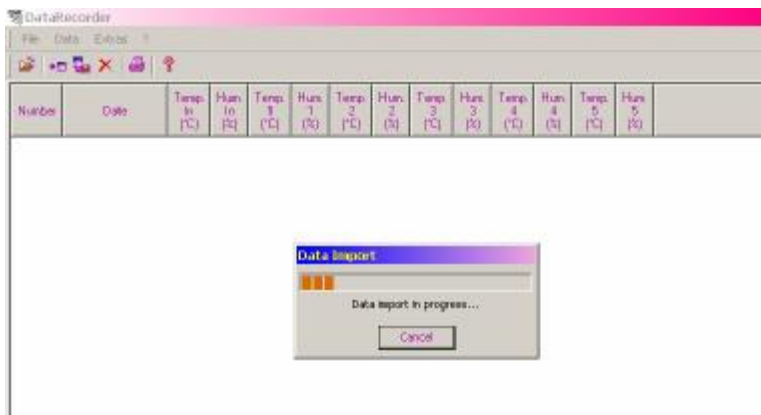 DataRecorder
File Data Extras ?
Number Date Temp. In (°C) Hum. In (%) Temp. 1 (°C) Hum. 1 (%) Temp. 2 (°C) Hum. 2 (%) Temp. 3 (°C) Hum. 3 (%) Temp. 4 (°C) Hum. 4 (%) Temp. 5 (°C) Hum. 5 (%)
Data Import
Data import in progress...
Cancel